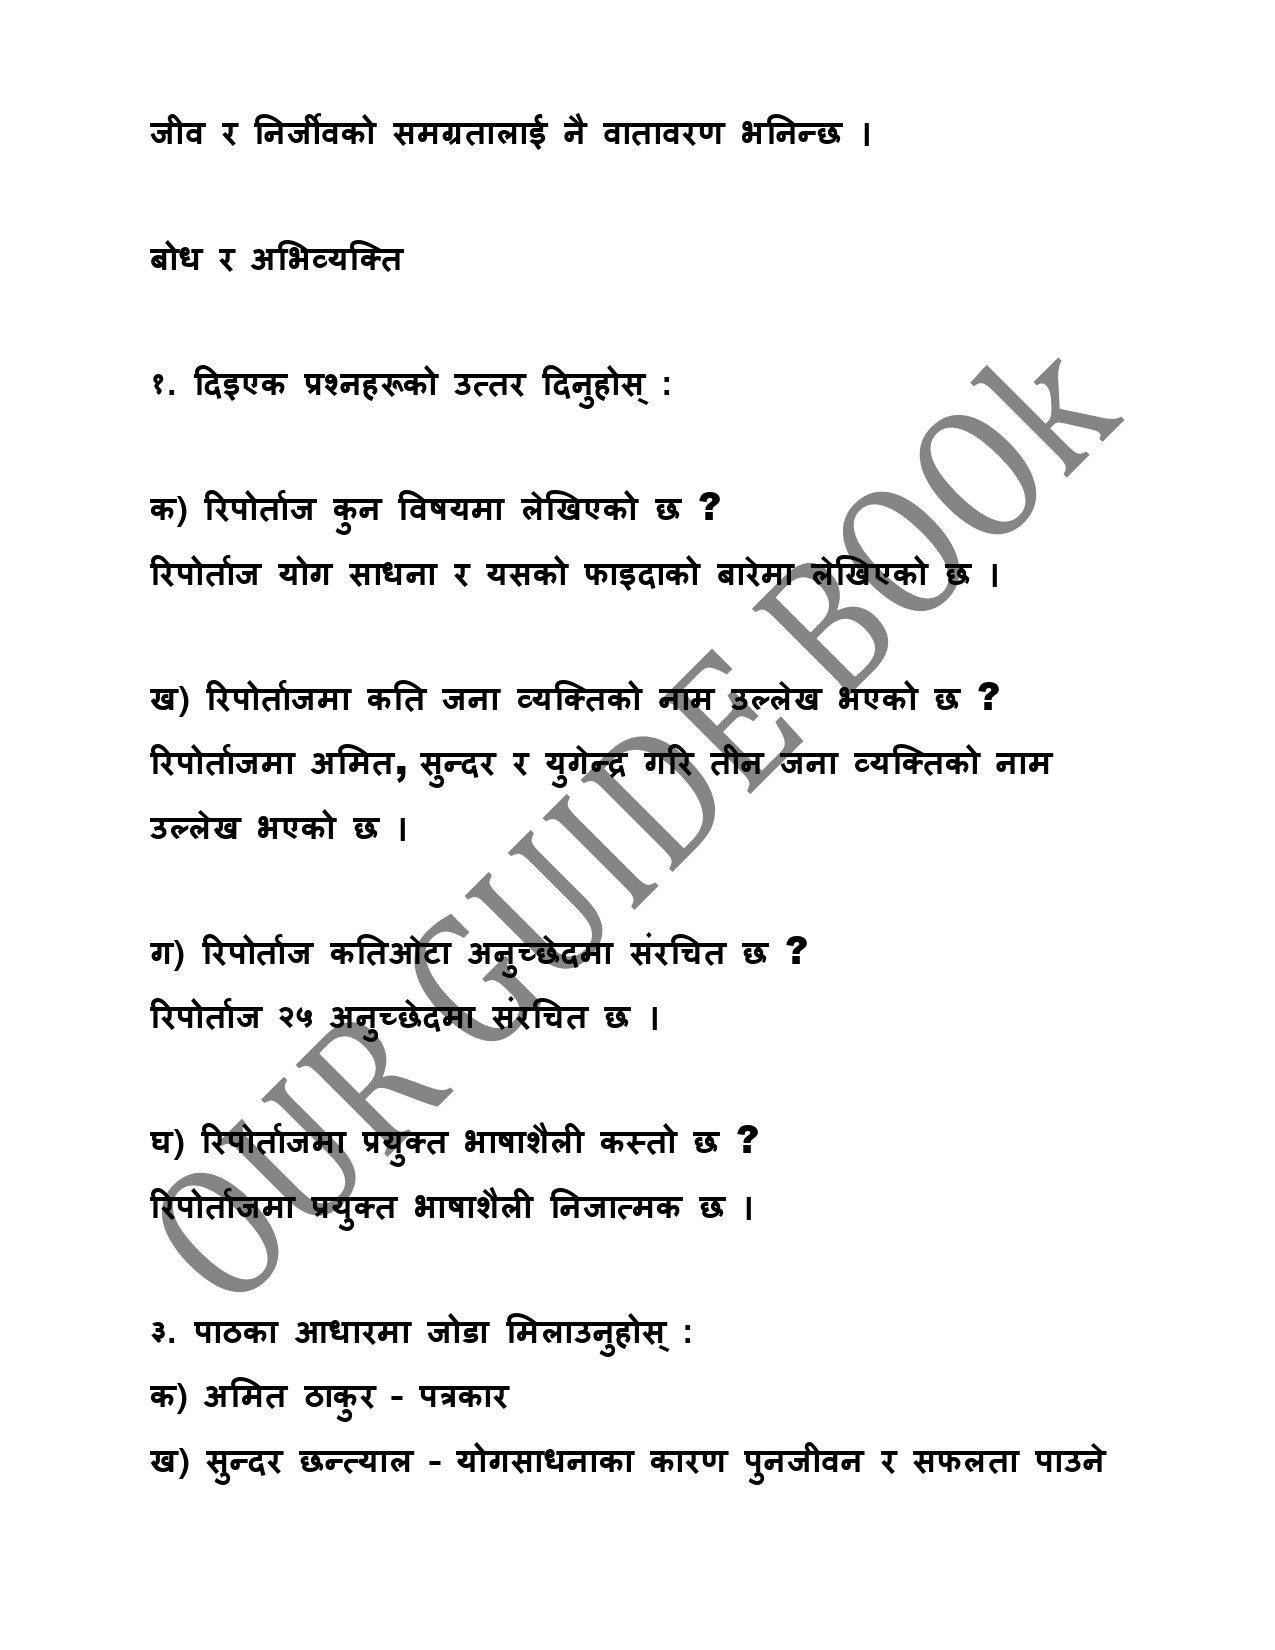 जीव र निर्जीवको समग्रतालाई नै वातावरण भनिन्छ ।
बोध र अभिव्यक्ति
१. दिइएक प्रश्नहरूको उत्तर दिनुहोस् :
क) रिपोर्ताज कुन विषयमा लेखिएको छ ?
रिपोर्ताज योग साधना र यसको फाइदाको बारेमा लेखिएको छ ।
ख) रिपोर्ताजमा कति जना व्यक्तिको नाम उल्लेख भएको छ ?
रिपोर्ताजमा अमित, सुन्दर र युगेन्द्र गरि तीन जना व्यक्तिको नाम
उल्लेख भएको छ ।
ग) रिपोर्ताज कतिओटा अनुच्छेदमा संरचित छ ?
रिपोर्ताज २५ अनुच्छेदमा संरचित छ ।
घ) रिपोर्ताजमा प्रयुक्त भाषाशैली कस्तो छ ?
रिपोर्ताजमा प्रयुक्त भाषाशैली निजात्मक छ ।
३. पाठका आधारमा जोडा मिलाउनुहोस् :
क) अमित ठाकुर - पत्रकार
ख) सुन्दर छन्त्याल - योगसाधनाका कारण पुनजीवन र सफलता पाउने
OUR GUIDE BOOk